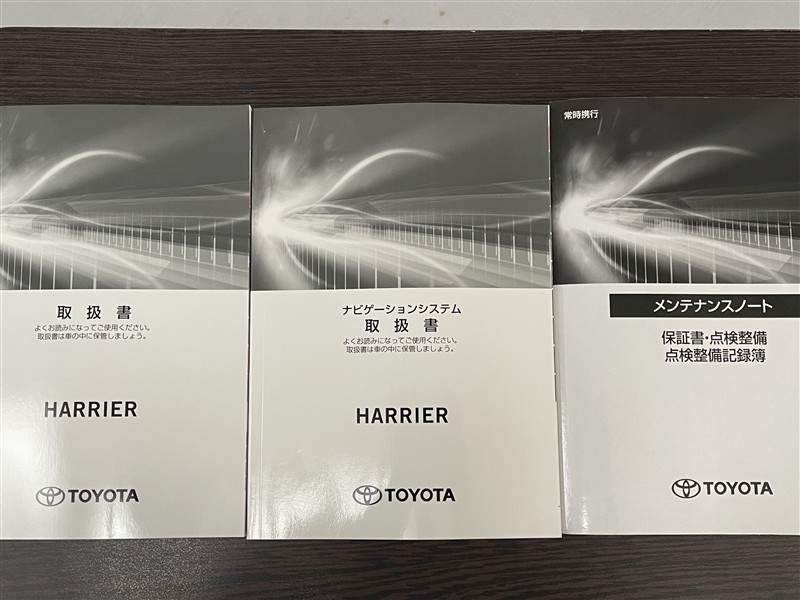 取扱書
よくお読みになってご使用ください。
取扱書は車の中に保管しましょう。
HARRIER
TOYOTA
ナビゲーションシステム
取扱書
よくお読みになってご使用ください。
取扱書は車の中に保管しましょう。
HARRIER
TOYOTA
常時携行
メンテナンスノート
保証書・点検整備
点検整備記録簿
TOYOTA